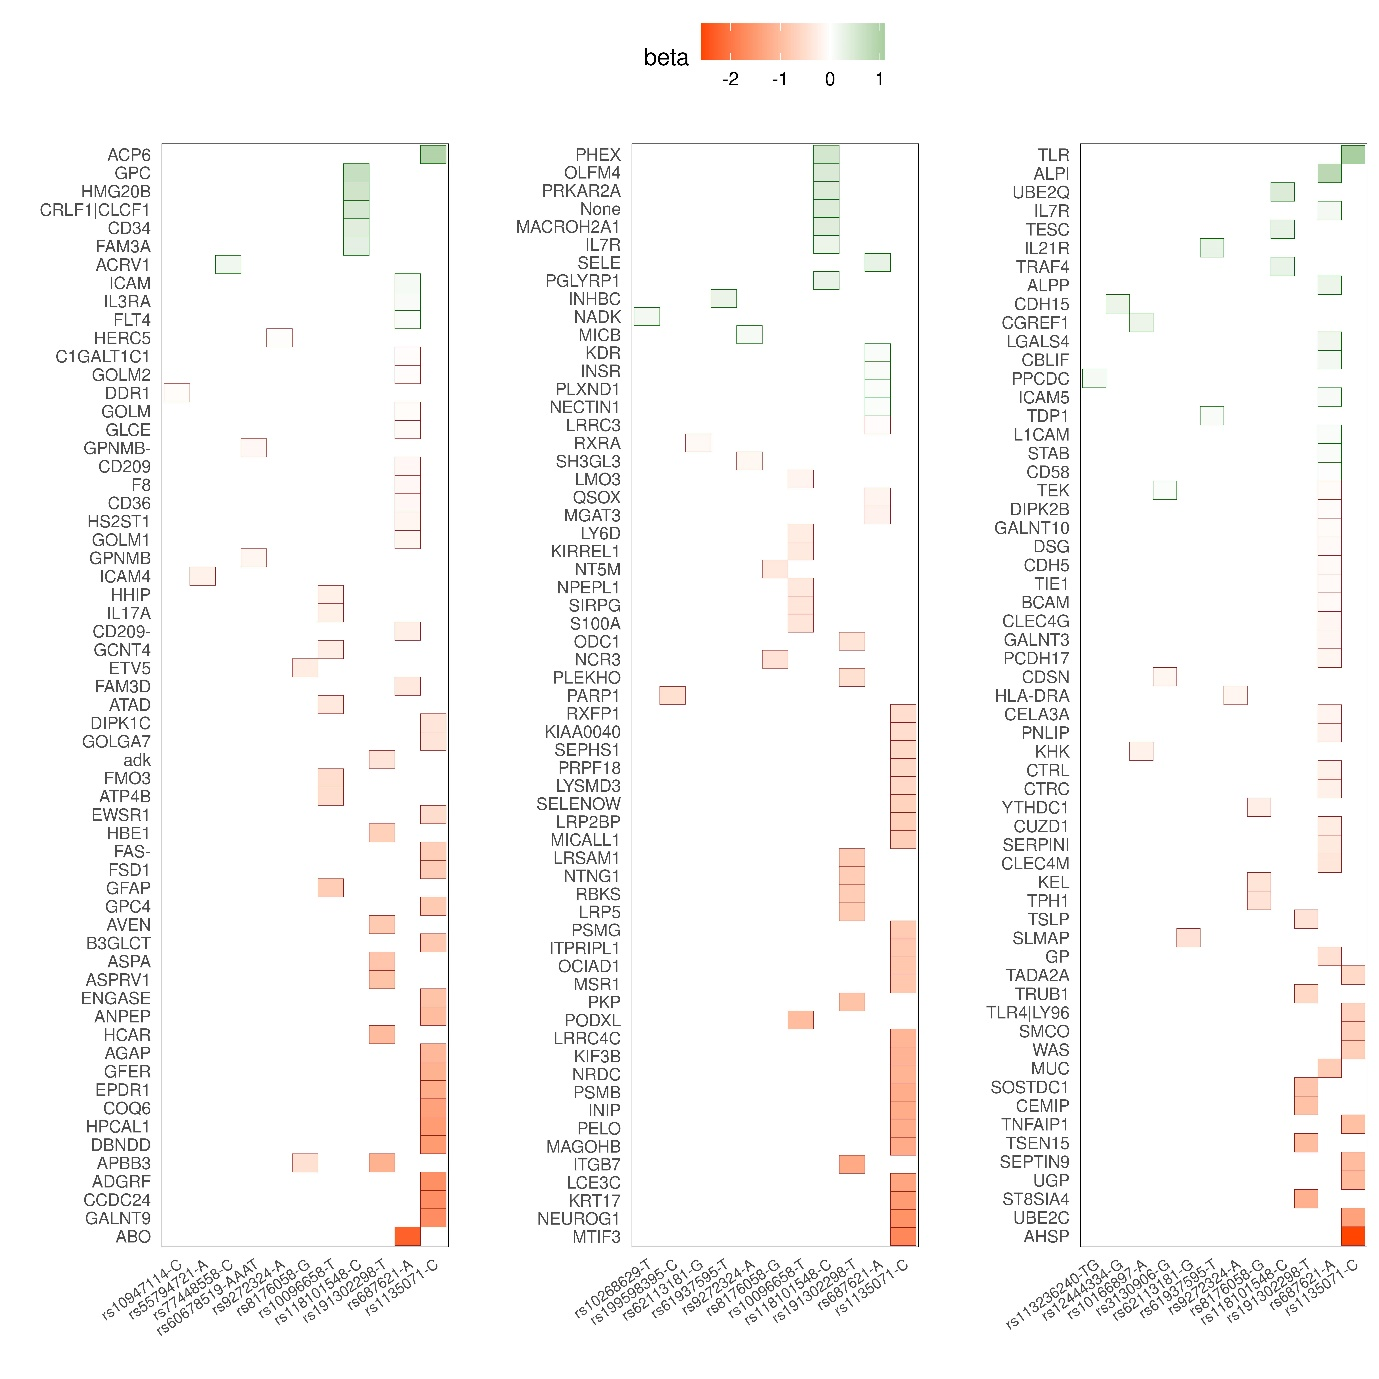 beta
-2 -1 0 1
ACP6
GPC
HMG20B
CRLF1|CLCF1
CD34
FAM3A
ACRV1
ICAM
IL3RA
FLT4
HERC5
C1GALT1C1
GOLM2
DDR1
GOLM
GLCE
GPNMB-
CD209
F8
CD36
HS2ST1
GOLM1
GPNMB
ICAM4
HHIP
IL17A
CD209-
GCNT4
ETV5
FAM3D
ATAD
DIPK1C
GOLGA7
adk
FMO3
ATP4B
EWSR1
HBE1
FAS-
FSD1
GFAP
GPC4
AVEN
B3GLCT
ASPA
ASPRV1
ENGASE
ANPEP
HCAR
AGAP
GFER
EPDR1
COQ6
HPCAL1
DBNDD
APBB3
ADGRF
CCDC24
GALNT9
ABO
rs10947114-C
rs55794721-A
rs77448558-C
rs60678519-AAAT
rs9272324-A
rs8176058-G
rs10096658-T
rs118101548-C
rs191302298-T
rs687621-A
rs1135071-C
PHEX
OLFM4
PRKAR2A
None
MACROH2A1
IL7R
SELE
PGLYRP1
INHBC
NADK
MICB
KDR
INSR
PLXND1
NECTIN1
LRRC3
RXRA
SH3GL3
LMO3
QSOX
MGAT3
LY6D
KIRREL1
NT5M
NPEPL1
SIRPG
S100A
ODC1
NCR3
PLEKHO
PARP1
RXFP1
KIAA0040
SEPHS1
PRPF18
LYSMD3
SELENOW
LRP2BP
MICALL1
LRSAM1
NTNG1
RBKS
LRP5
PSMG
ITPRIPL1
OCIAD1
MSR1
PKP
PODXL
LRRC4C
KIF3B
NRDC
PSMB
INIP
PELO
MAGOHB
ITGB7
LCE3C
KRT17
NEUROG1
MTIF3
rs10268629-T
rs199598395-C
rs62113181-G
rs61937595-T
rs9272324-A
rs8176058-G
rs10096658-T
rs118101548-C
rs191302298-T
rs687621-A
rs1135071-C
TLR
ALPI
UBE2Q
IL7R
TESC
IL21R
TRAF4
ALPP
CDH15
CGREF1
LGALS4
CBLIF
PPCDC
ICAM5
TDP1
L1CAM
STAB
CD58
TEK
DIPK2B
GALNT10
DSG
CDH5
TIE1
BCAM
CLEC4G
GALNT3
PCDH17
CDSN
HLA-DRA
CELA3A
PNLIP
KHK
CTRL
CTRC
YTHDC1
CUZD1
SERPINI
CLEC4M
KEL
TPH1
TSLP
SLMAP
GP
TADA2A
TRUB1
TLR4|LY96
SMCO
WAS
MUC
SOSTDC1
CEMIP
TNFAIP1
TSEN15
SEPTIN9
UGP
ST8SIA4
UBE2C
AHSP
rs113236240-TG
rs12444334-G
rs10166897-A
rs3130906-G
rs62113181-G
rs61937595-T
rs9272324-A
rs8176058-G
rs118101548-C
rs191302298-T
rs687621-A
rs1135071-C